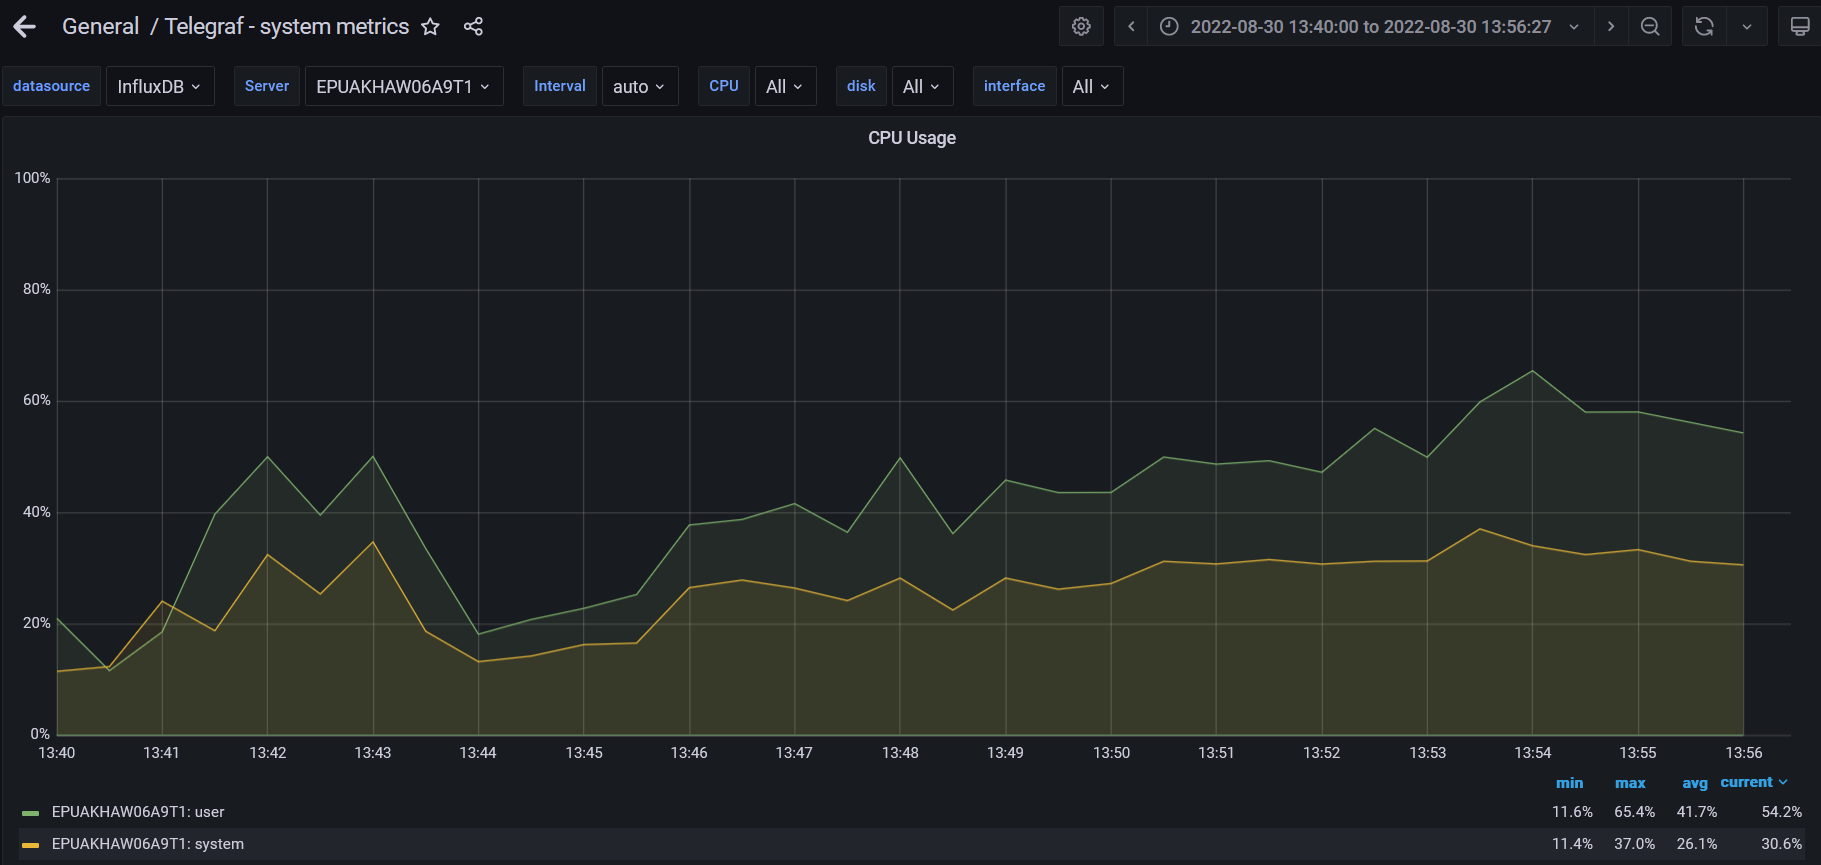 General / Telegraf - system metrics
2022-08-30 13:40:00 to 2022-08-30 13:56:27
datasource InfluxDB Server EPUAKHAW06A9T1 Interval auto CPU All disk All interface All
CPU Usage
100%
80%
60%
40%
20%
0%
13:40 13:41 13:42 13:43 13:44 13:45 13:46 13:47 13:48 13:49 13:50 13:51 13:52 13:53 13:54 13:55 13:56
min max avg current
EPUAKHAW06A9T1: user 11.6% 65.4% 41.7% 54.2%
EPUAKHAW06A9T1: system 11.4% 37.0% 26.1% 30.6%